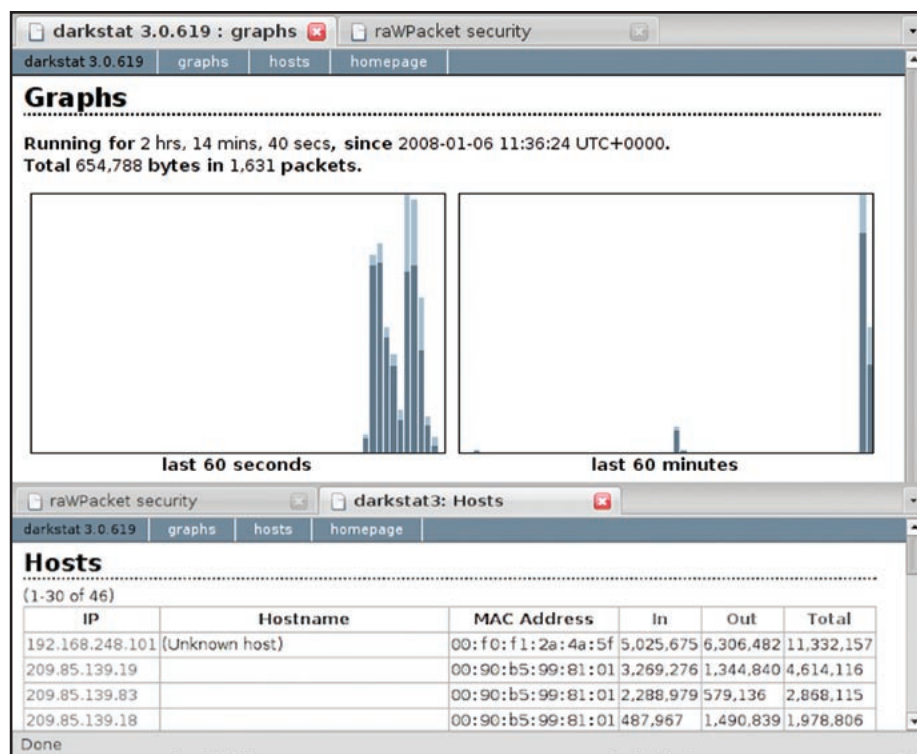 darkstat 3.0.619 : graphs raWPacket security
darkstat 3.0.619 graphs hosts homepage
Graphs
Running for 2 hrs, 14 mins, 40 secs, since 2008-01-06 11:36:24 UTC+0000.
Total 654,788 bytes in 1,631 packets.
last 60 seconds last 60 minutes
raWPacket security darkstat3: Hosts
darkstat 3.0.619 graphs hosts homepage
Hosts
(1-30 of 46)
IP Hostname MAC Address In Out Total
192.168.248.101 (Unknown host) 00:f0:f1:2a:4a:5f 5,025,675 6,306,482 11,332,157
209.85.139.19 00:90:b5:99:81:01 3,269,276 1,344,840 4,614,116
209.85.139.83 00:90:b5:99:81:01 2,288,979 579,136 2,868,115
209.85.139.18 00:90:b5:99:81:01 487,967 1,490,839 1,978,806
Done